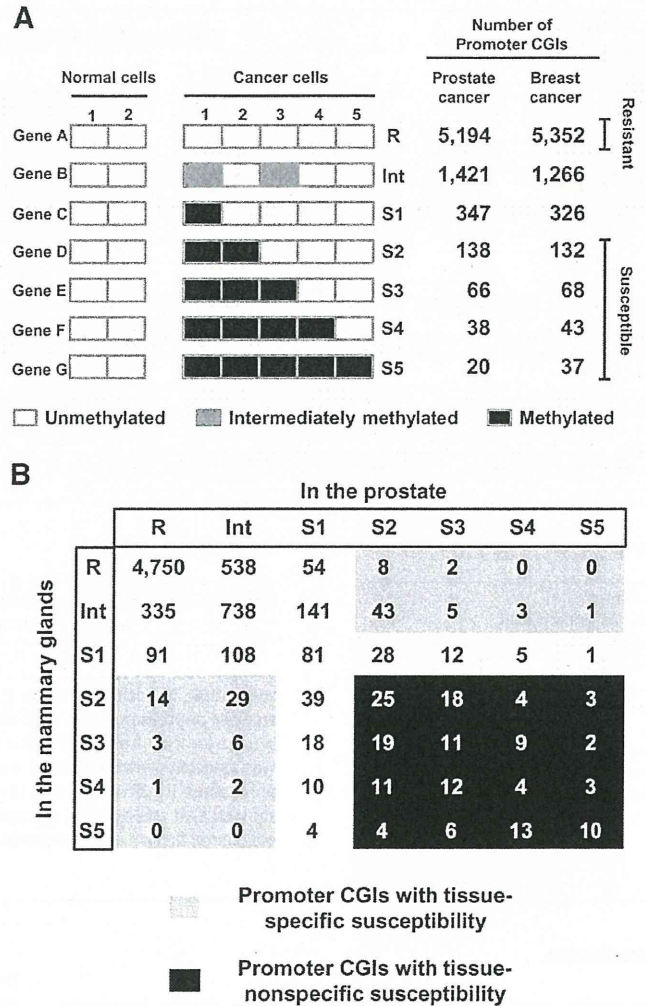 A
Number of
Promoter CGIs
Normal cells Cancer cells Prostate cancer Breast cancer
1 2 1 2 3 4 5
Gene A R 5,194 5,352 Resistant
Gene B Int 1,421 1,266
Gene C S1 347 326
Gene D S2 138 132 Susceptible
Gene E S3 66 68
Gene F S4 38 43
Gene G S5 20 37
Unmethylated Intermediately methylated Methylated
B
In the prostate
R Int S1 S2 S3 S4 S5
In the mammary glands
R 4,750 538 54 8 2 0 0
Int 335 738 141 43 5 3 1
S1 91 108 81 28 12 5 1
S2 14 29 39 25 18 4 3
S3 3 6 18 19 11 9 2
S4 1 2 10 11 12 4 3
S5 0 0 4 4 6 13 10
Promoter CGIs with tissue-
specific susceptibility
Promoter CGIs with tissue-
nonspecific susceptibility